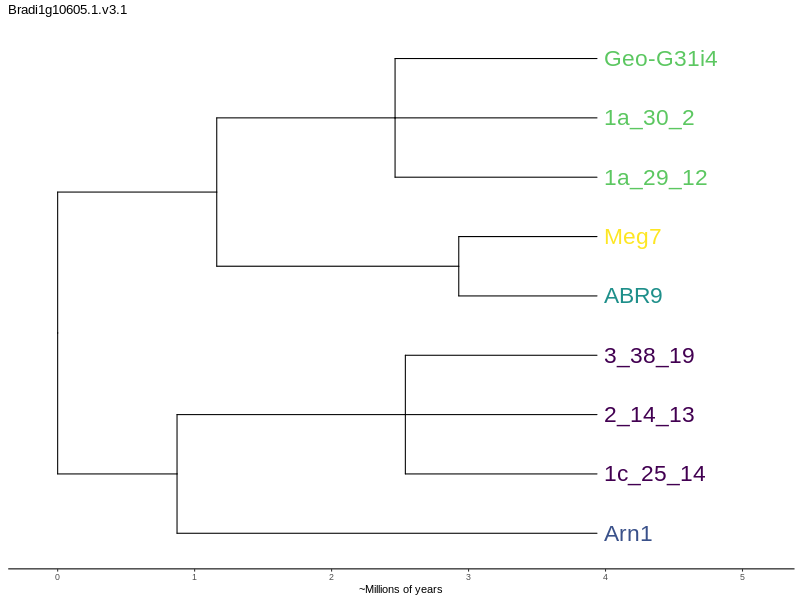 Bradi1g10605.1.v3.1
Geo-G31i4
1a_30_2
1a_29_12
Meg7
ABR9
3_38_19
2_14_13
1c_25_14
Arn1
0 1 2 3 4 5
~Millions of years